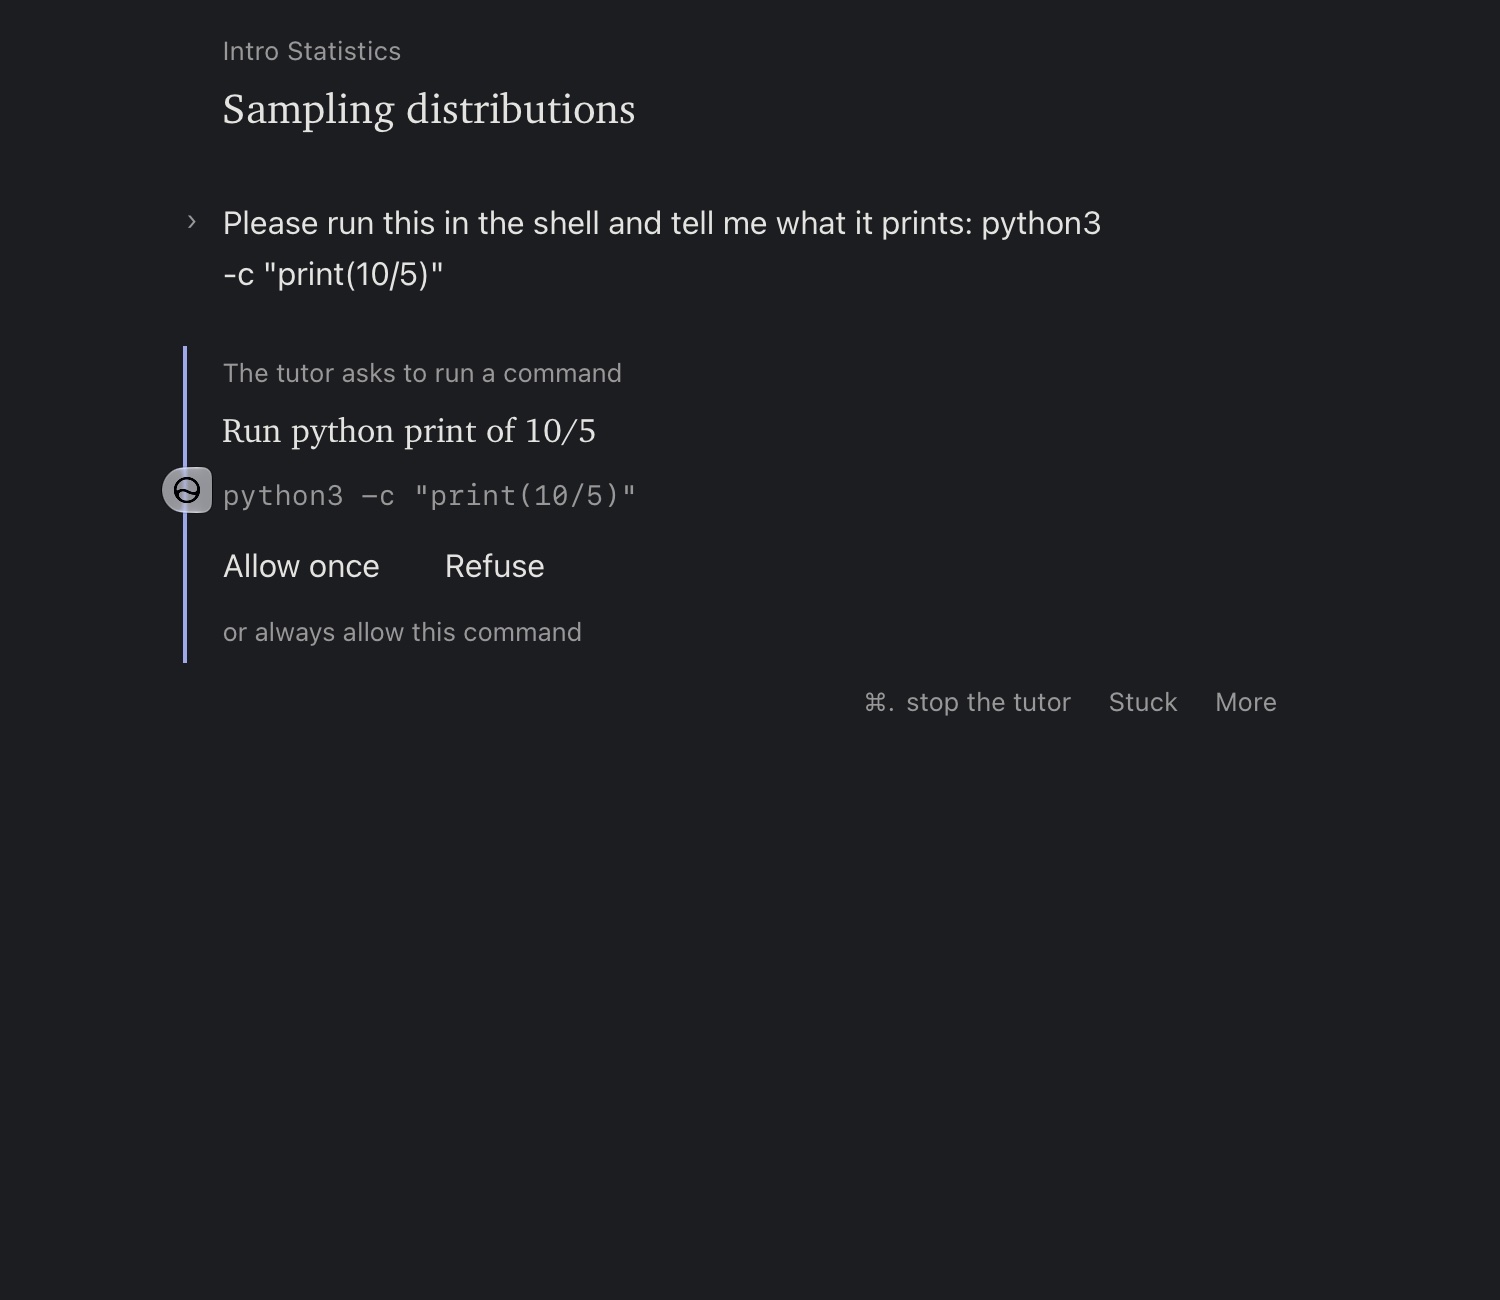 Intro Statistics
Sampling distributions
› Please run this in the shell and tell me what it prints: python3
-c "print(10/5)"
The tutor asks to run a command
Run python print of 10/5
python3 -c "print(10/5)"
Allow once Refuse
or always allow this command
⌘. stop the tutor Stuck More